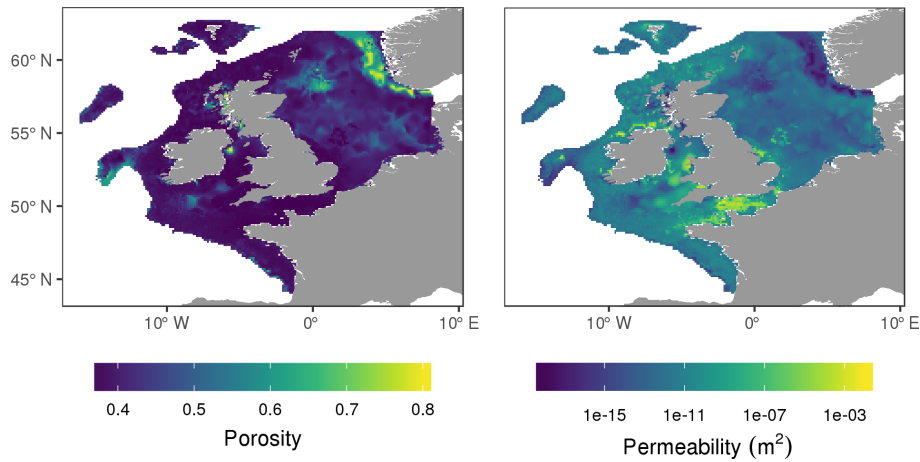 60° N
55° N
50° N
45° N
10° W 0° 10° E
10° W 0° 10° E
0.4 0.5 0.6 0.7 0.8
Porosity
1e-15 1e-11 1e-07 1e-03
Permeability (m²)